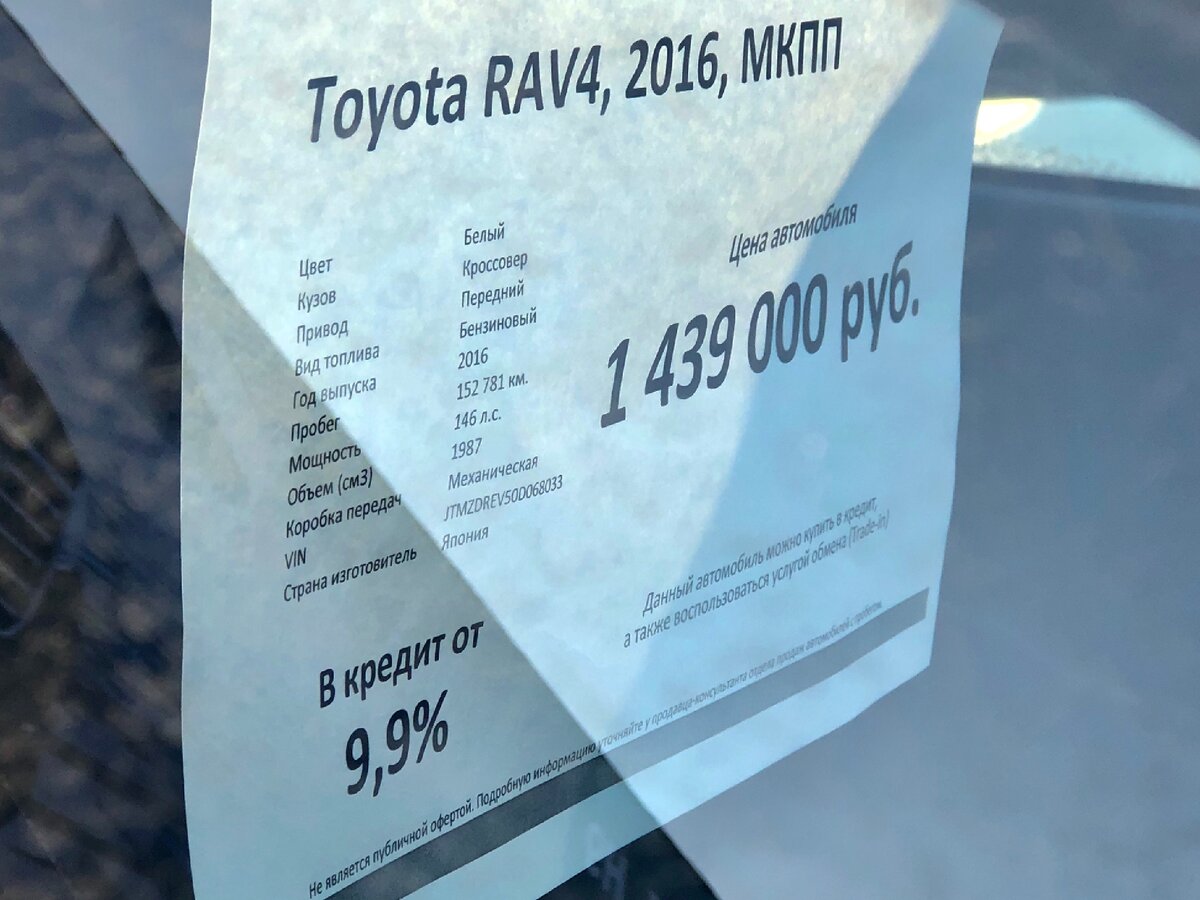 Toyota RAV4, 2016, МКПП
Цвет Белый
Кузов Кроссовер
Привод Передний
Вид топлива Бензиновый
Год выпуска 2016
Пробег 152 781 км.
Мощность 146 л.с.
Объем (см3) 1987
Коробка передач Механическая
VIN JTMZDREV50D068033
Страна изготовитель Япония
Цена автомобиля
1 439 000 руб.
Данный автомобиль можно купить в кредит,
а также воспользоваться услугой обмена (Trade-in)
В кредит от
9,9%
Не является публичной офертой. Подробную информацию уточняйте у продавца-консультанта отдела продаж автомобилей с пробегом.